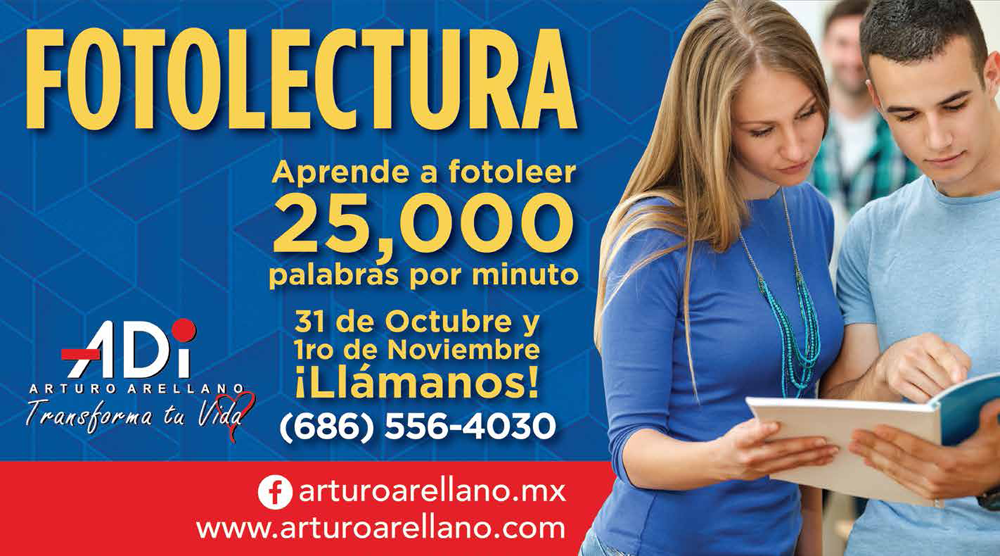 FOTOLECTURA
Aprende a fotoleer
25,000
palabras por minuto
31 de Octubre y
1ro de Noviembre
¡Llámanos!
(686) 556-4030
ADi
ARTURO ARELLANO
Transforma tu Vida
arturoarellano.mx
www.arturoarellano.com